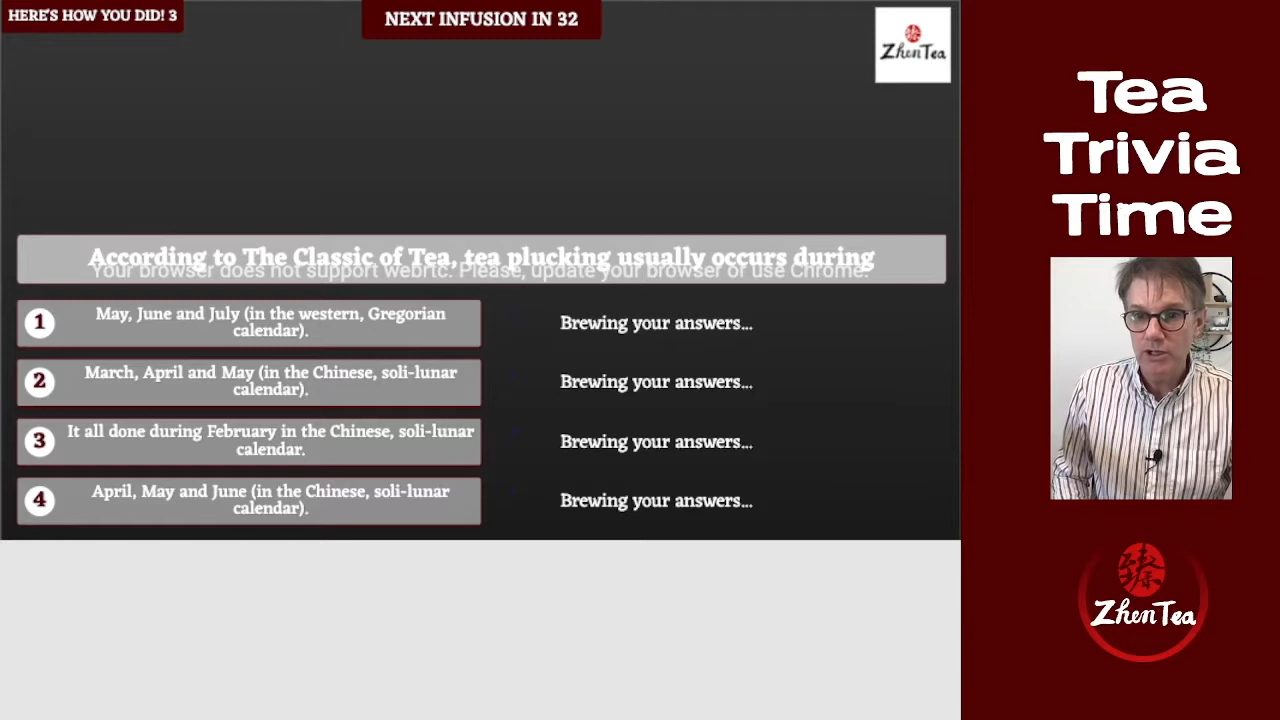 HERE'S HOW YOU DID! 3
NEXT INFUSION IN 32
臻
ZhenTea
According to The Classic of Tea, tea plucking usually occurs during
Your browser does not support webrtc. Please, update your browser or use Chrome.
1
May, June and July (in the western, Gregorian
calendar).
Brewing your answers...
2
March, April and May (in the Chinese, soli-lunar
calendar).
Brewing your answers...
3
It all done during February in the Chinese, soli-lunar
calendar.
Brewing your answers...
4
April, May and June (in the Chinese, soli-lunar
calendar).
Brewing your answers...
Tea
Trivia
Time
臻
ZhenTea